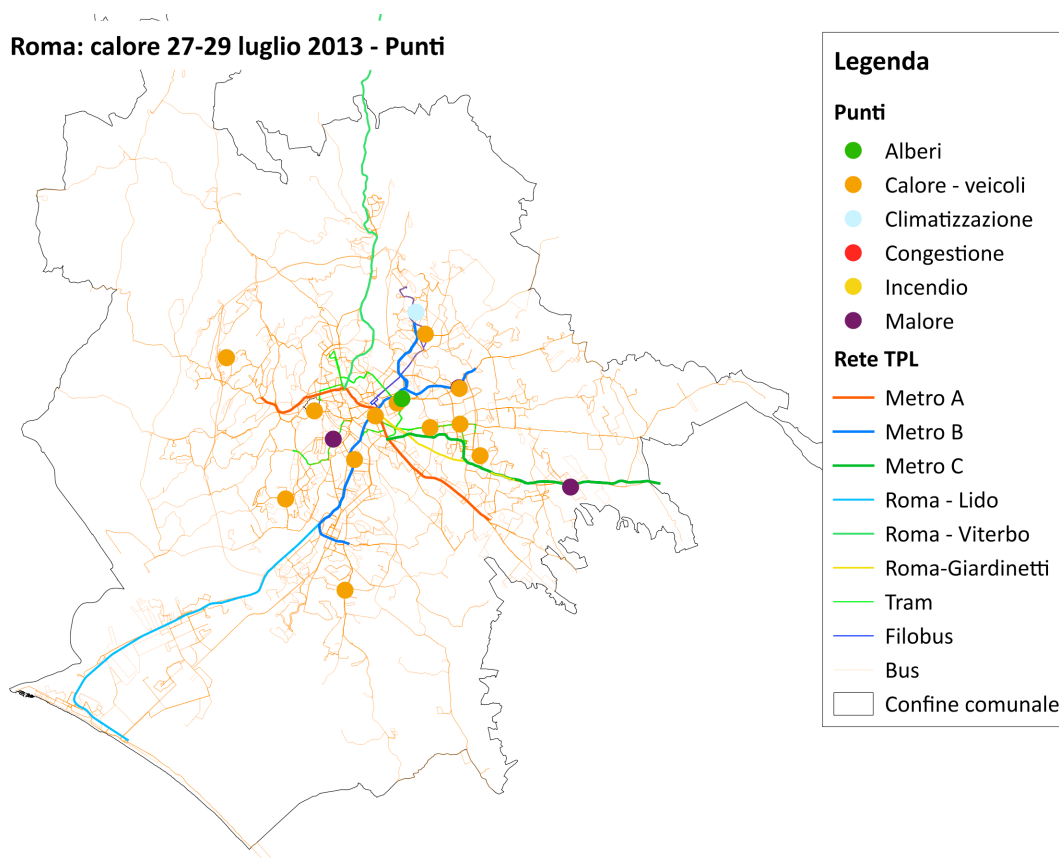 Roma: calore 27-29 luglio 2013 - Punti
Legenda
Punti
Alberi
Calore - veicoli
Climatizzazione
Congestione
Incendio
Malore
Rete TPL
Metro A
Metro B
Metro C
Roma - Lido
Roma - Viterbo
Roma-Giardinetti
Tram
Filobus
Bus
Confine comunale